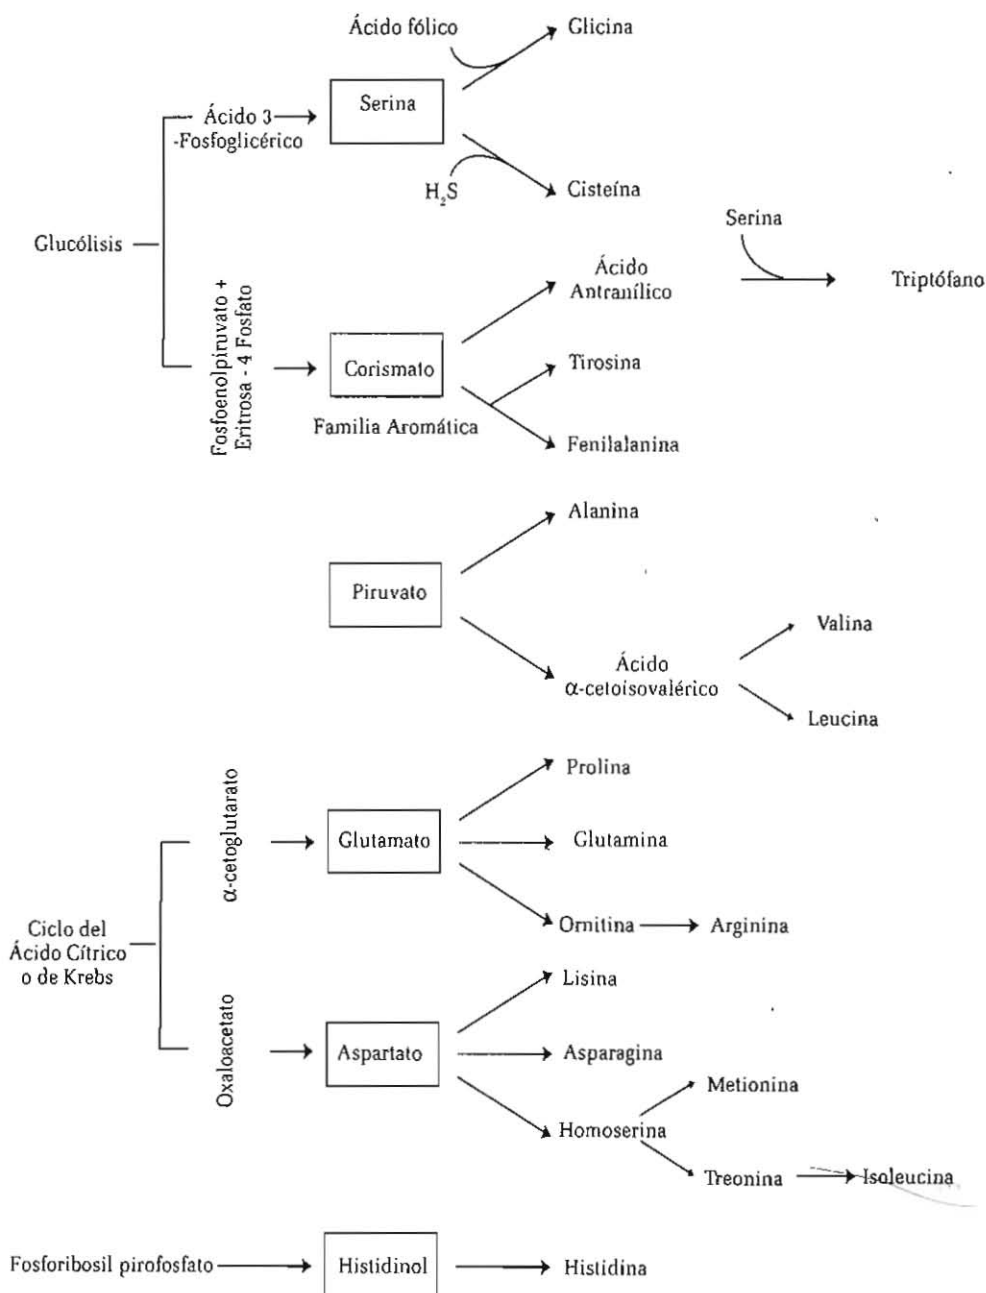 Ácido fólico
Glicina
Serina
Ácido 3
-Fosfoglicérico
H₂S
Cisteína
Glucólisis
Serina
Ácido
Antranílico
Triptófano
Fosfoenolpiruvato +
Eritrosa - 4 Fosfato
Corismato
Tirosina
Familia Aromática
Fenilalanina
Alanina
Piruvato
Valina
Ácido
α-cetoisovalérico
Leucina
Prolina
α-cetoglutarato
Glutamato
Glutamina
Ornitina
Arginina
Ciclo del
Ácido Cítrico
o de Krebs
Lisina
Oxaloacetato
Aspartato
Asparagina
Metionina
Homoserina
Treonina
Isoleucina
Fosforibosil pirofosfato
Histidinol
Histidina